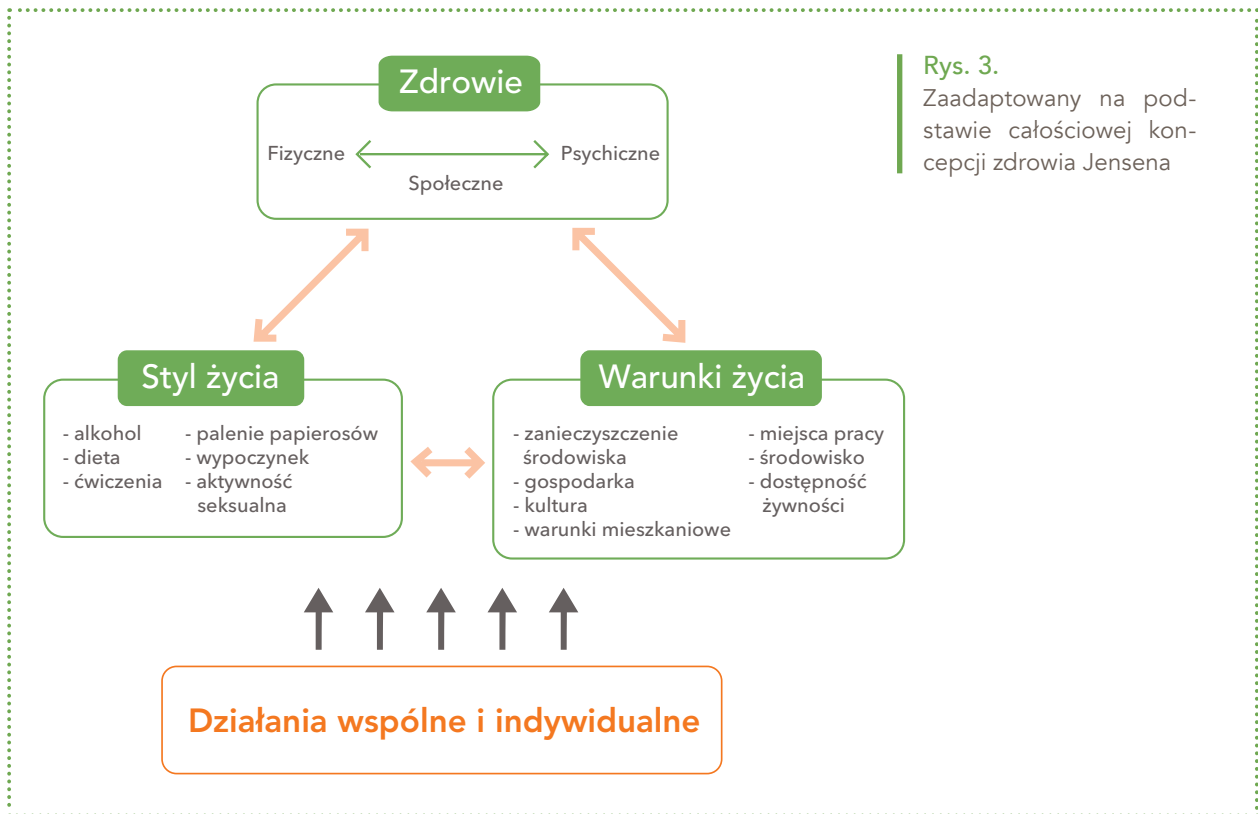 Zdrowie
Fizyczne
Psychiczne
Społeczne
Rys. 3.
Zaadaptowany na pod-
stawie całościowej kon-
cepcji zdrowia Jensena
Styl życia
- alkohol
- dieta
- ćwiczenia
- palenie papierosów
- wypoczynek
- aktywność
seksualna
Warunki życia
- zanieczyszczenie
środowiska
- gospodarka
- kultura
- warunki mieszkaniowe
- miejsca pracy
- środowisko
- dostępność
żywności
Działania wspólne i indywidualne